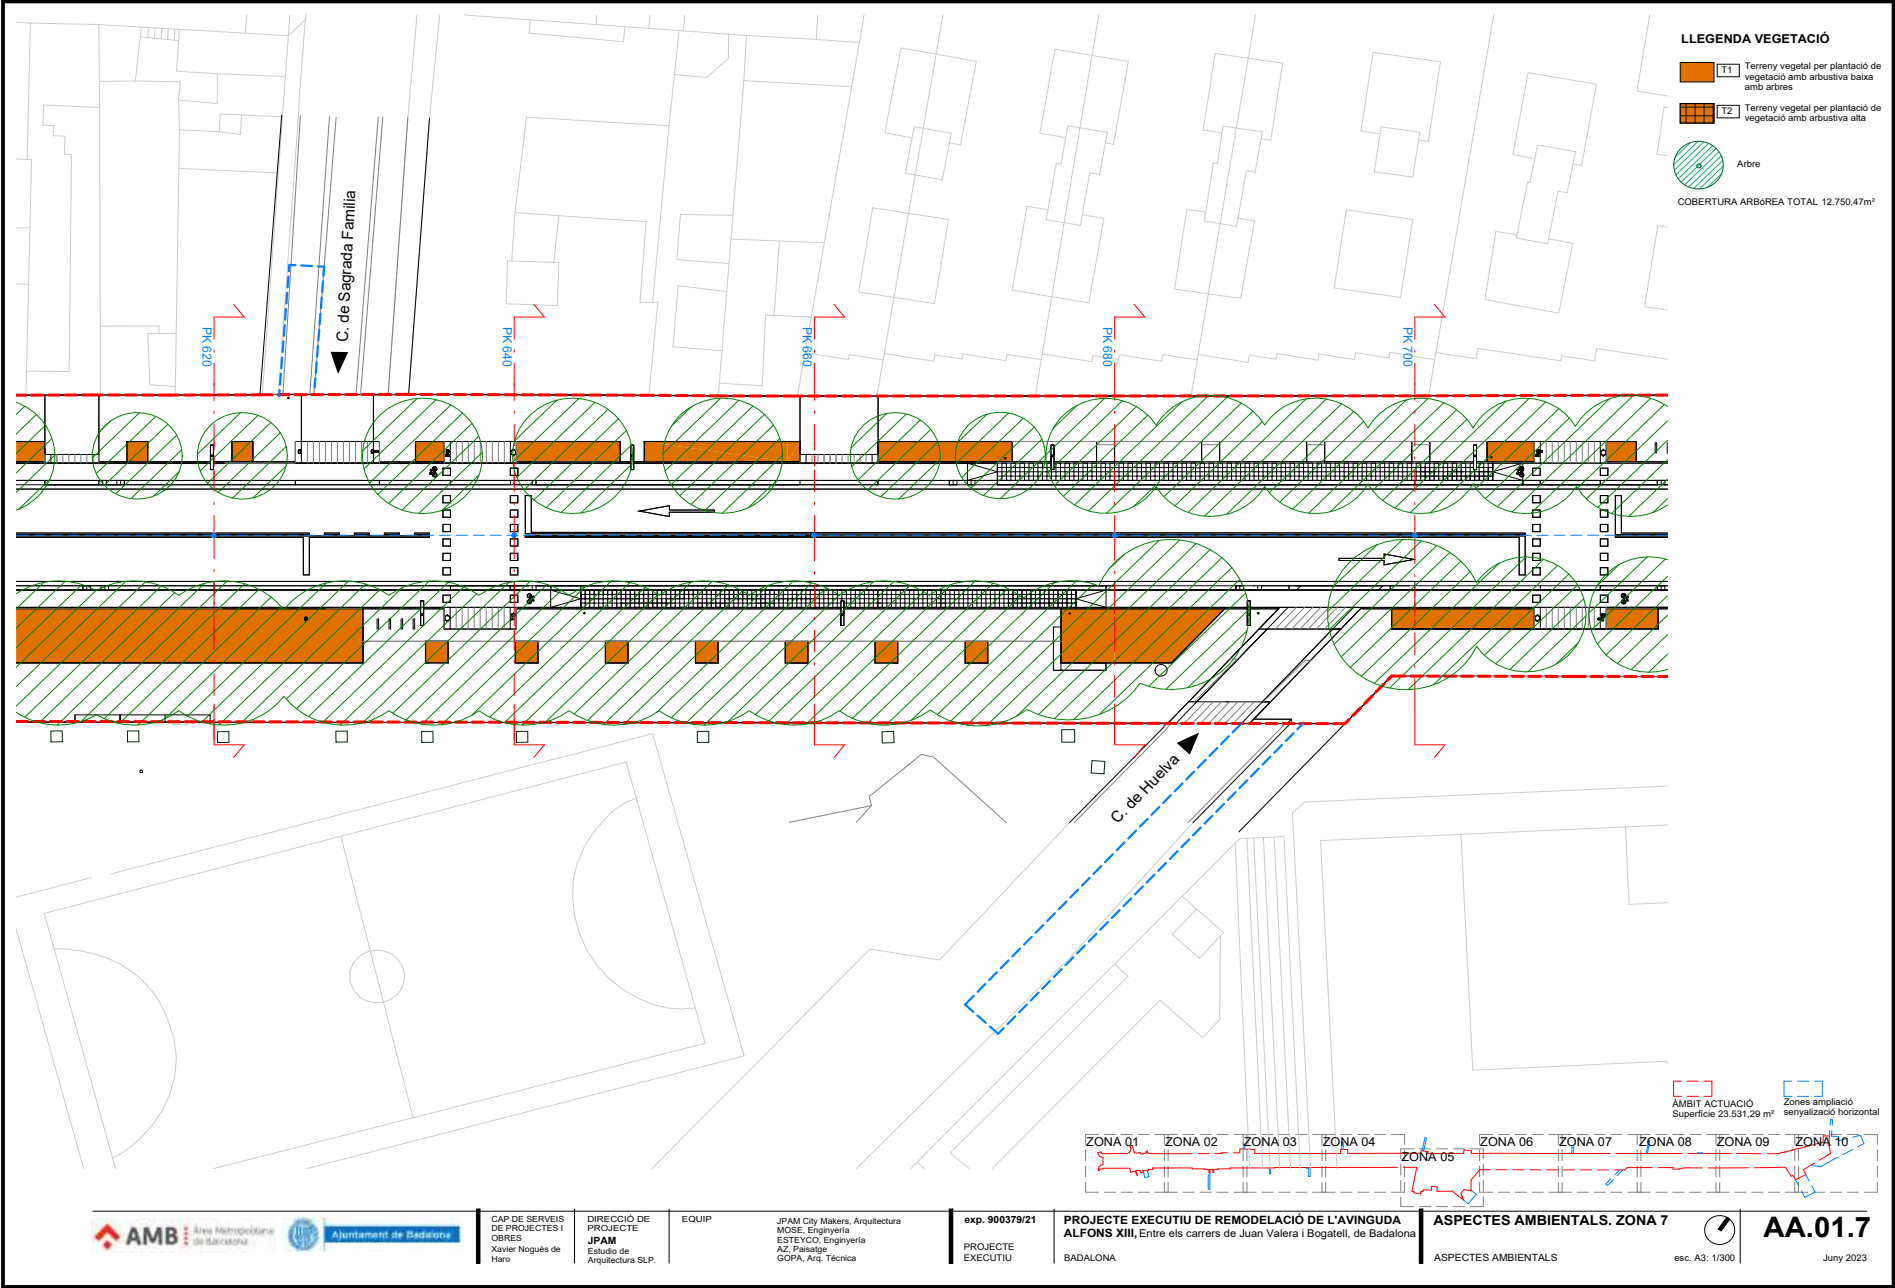 LLEGENDA VEGETACIÓ
T1
Terreny vegetal per plantació de
vegetació amb arbustiva baixa
amb arbres
T2
Terreny vegetal per plantació de
vegetació amb arbustiva alta
Arbre
COBERTURA ARBóREA TOTAL 12.750,47m²
C. de Sagrada Familia
PK 620
PK 640
PK 660
PK 680
PK 700
C. de Huelva
ÀMBIT ACTUACIÓ
Superfície 23.531,29 m²
Zones ampliació
senyalizació horizontal
ZONA 01
ZONA 02
ZONA 03
ZONA 04
ZONA 05
ZONA 06
ZONA 07
ZONA 08
ZONA 09
ZONA 10
AMB
Àrea Metropolitana
de Barcelona
Ajuntament de Badalona
CAP DE SERVEIS
DE PROJECTES I
OBRES
Xavier Nogués de
Haro
DIRECCIÓ DE
PROJECTE
JPAM
Estudio de
Arquitectura SLP.
EQUIP
JPAM City Makers, Arquitectura
MOSE, Enginyería
ESTEYCO, Enginyería
AZ, Paisatge
GOPA, Arq. Técnica
exp. 900379/21
PROJECTE
EXECUTIU
PROJECTE EXECUTIU DE REMODELACIÓ DE L'AVINGUDA
ALFONS XIII, Entre els carrers de Juan Valera i Bogatell, de Badalona
BADALONA
ASPECTES AMBIENTALS. ZONA 7
ASPECTES AMBIENTALS
esc. A3: 1/300
AA.01.7
Juny 2023